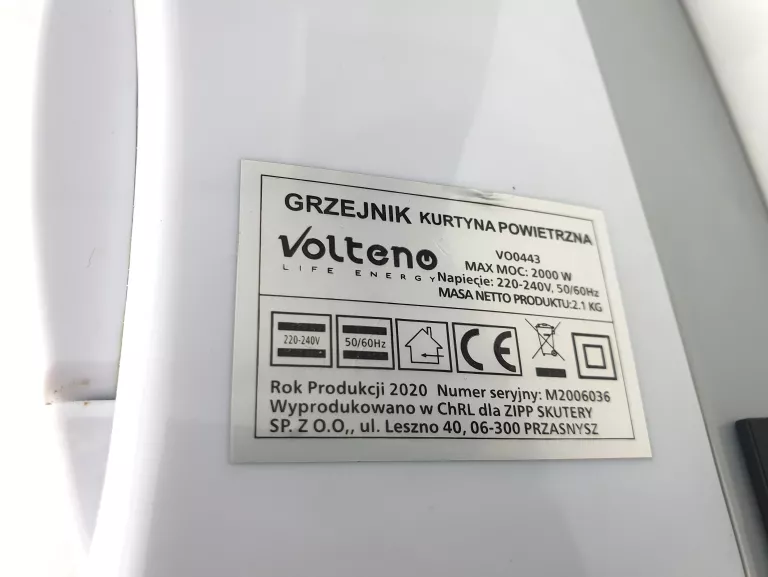 GRZEJNIK KURTYNA POWIETRZNA
Volteno
LIFE ENERGY
VO0443
MAX MOC: 2000 W
Napięcie: 220-240V, 50/60Hz
MASA NETTO PRODUKTU:2.1 KG
220-240V
50/60Hz
CE
Rok Produkcji 2020 Numer seryjny: M2006036
Wyprodukowano w ChRL dla ZIPP SKUTERY
SP. Z O.O,, ul. Leszno 40, 06-300 PRZASNYSZ